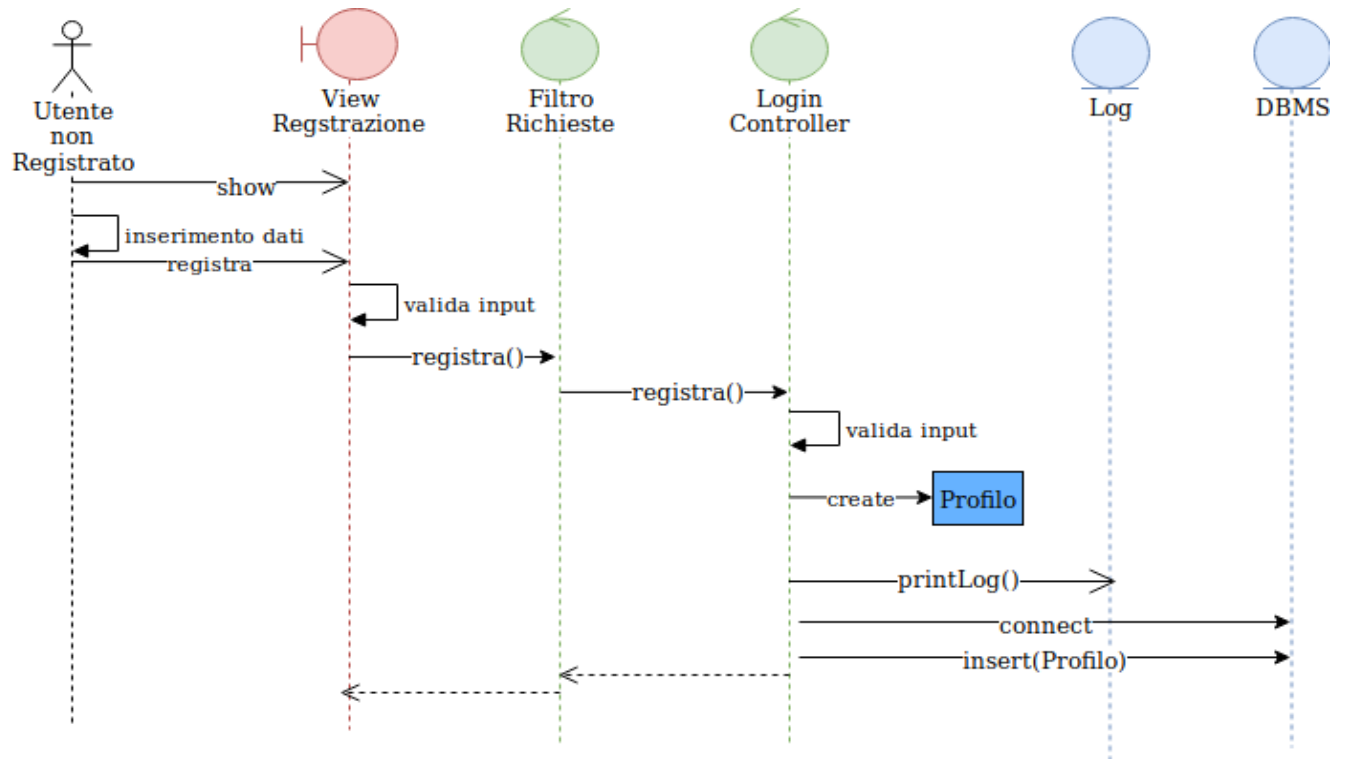 Utente
non
Registrato
View
Regstrazione
Filtro
Richieste
Login
Controller
Log
DBMS
show
inserimento dati
registra
valida input
registra()
registra()
valida input
create
Profilo
printLog()
connect
insert(Profilo)